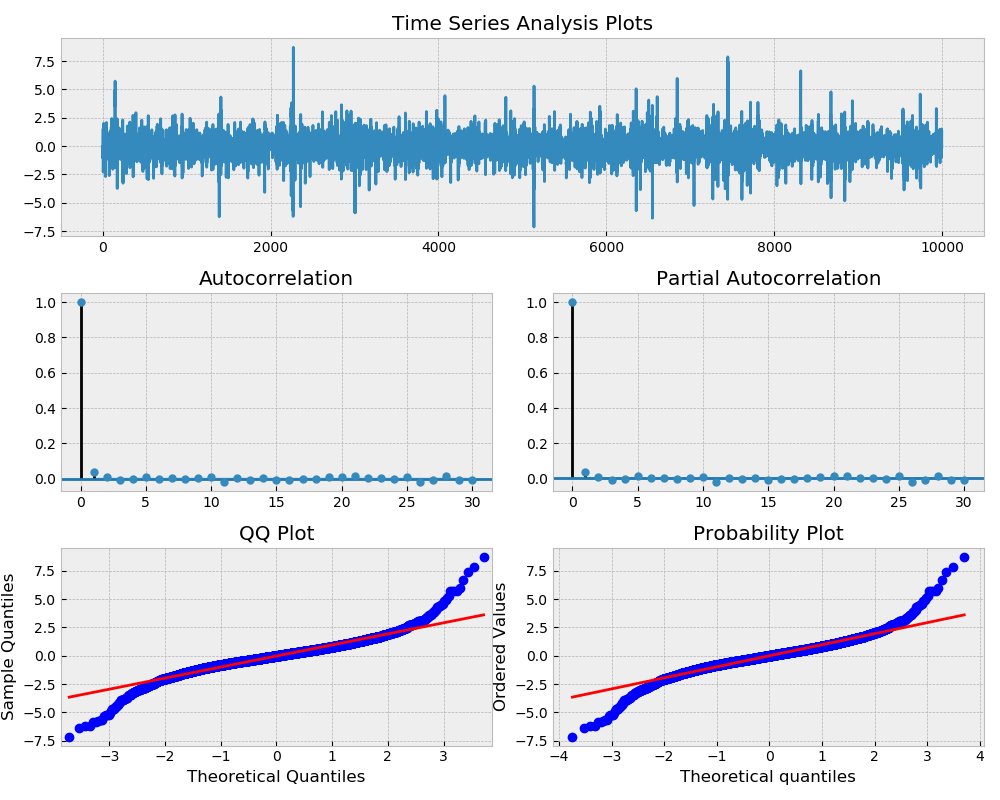 Time Series Analysis Plots
7.5
5.0
2.5
0.0
−2.5
−5.0
−7.5
0 2000 4000 6000 8000 10000
Autocorrelation
1.0
0.8
0.6
0.4
0.2
0.0
0 5 10 15 20 25 30
Partial Autocorrelation
1.0
0.8
0.6
0.4
0.2
0.0
0 5 10 15 20 25 30
QQ Plot
Sample Quantiles
7.5
5.0
2.5
0.0
−2.5
−5.0
−7.5
−3 −2 −1 0 1 2 3
Theoretical Quantiles
Probability Plot
Ordered Values
7.5
5.0
2.5
0.0
−2.5
−5.0
−7.5
−4 −3 −2 −1 0 1 2 3 4
Theoretical quantiles